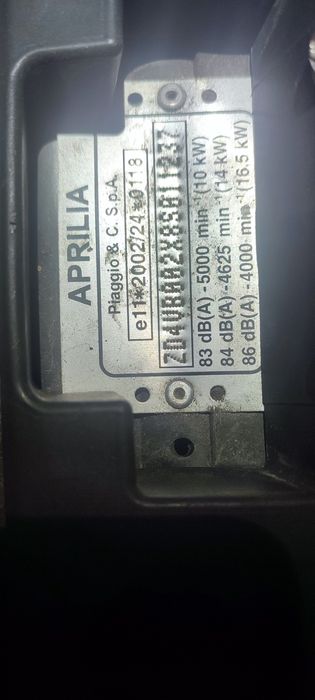 APRILIA
Piaggio & C. S.p.A.
e11*2002/24*0118
ZD4VB002X8S011237
83 dB(A) -5000 min⁻¹(10 kW)
84 dB(A) -4625 min⁻¹(14 kW)
86 dB(A) -4000 min⁻¹(16.5 kW)